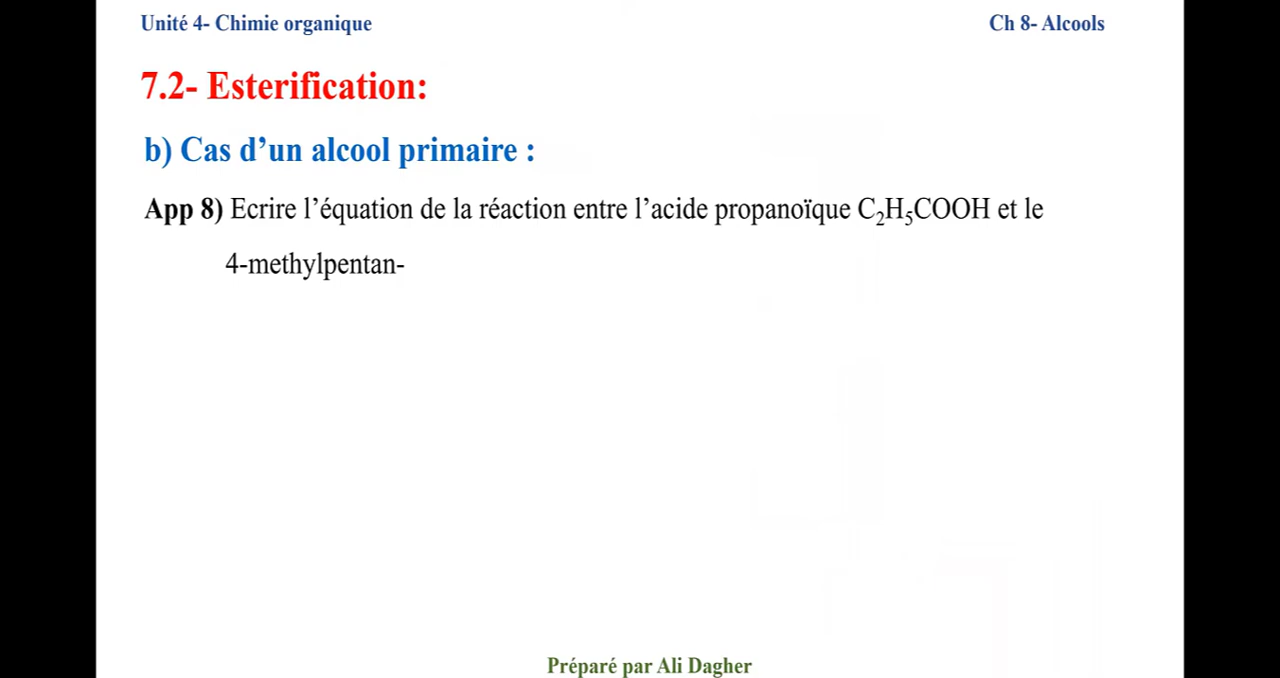 Unité 4- Chimie organique
Ch 8- Alcools
7.2- Esterification:
b) Cas d’un alcool primaire :
App 8) Ecrire l’équation de la réaction entre l’acide propanoïque C₂H₅COOH et le
4-methylpentan-
Préparé par Ali Dagher